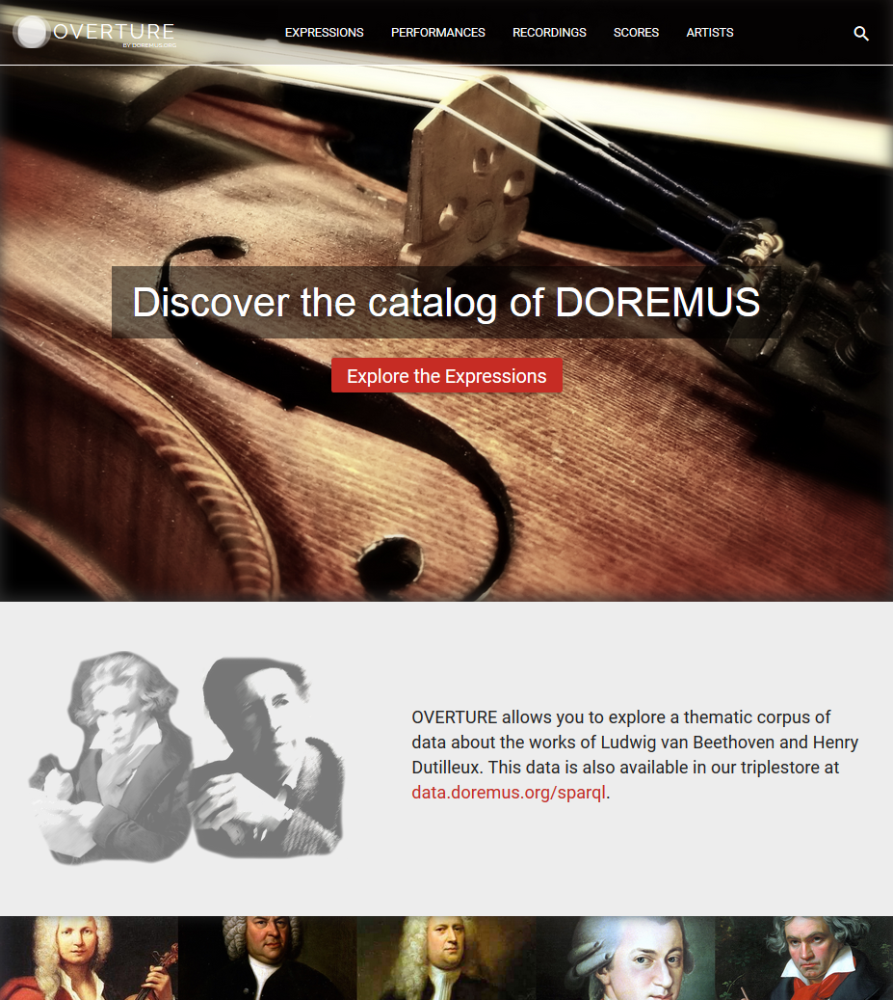 OVERTURE
BY DOREMUS.ORG
EXPRESSIONS PERFORMANCES RECORDINGS SCORES ARTISTS
Discover the catalog of DOREMUS
Explore the Expressions
OVERTURE allows you to explore a thematic corpus of
data about the works of Ludwig van Beethoven and Henry
Dutilleux. This data is also available in our triplestore at
data.doremus.org/sparql.